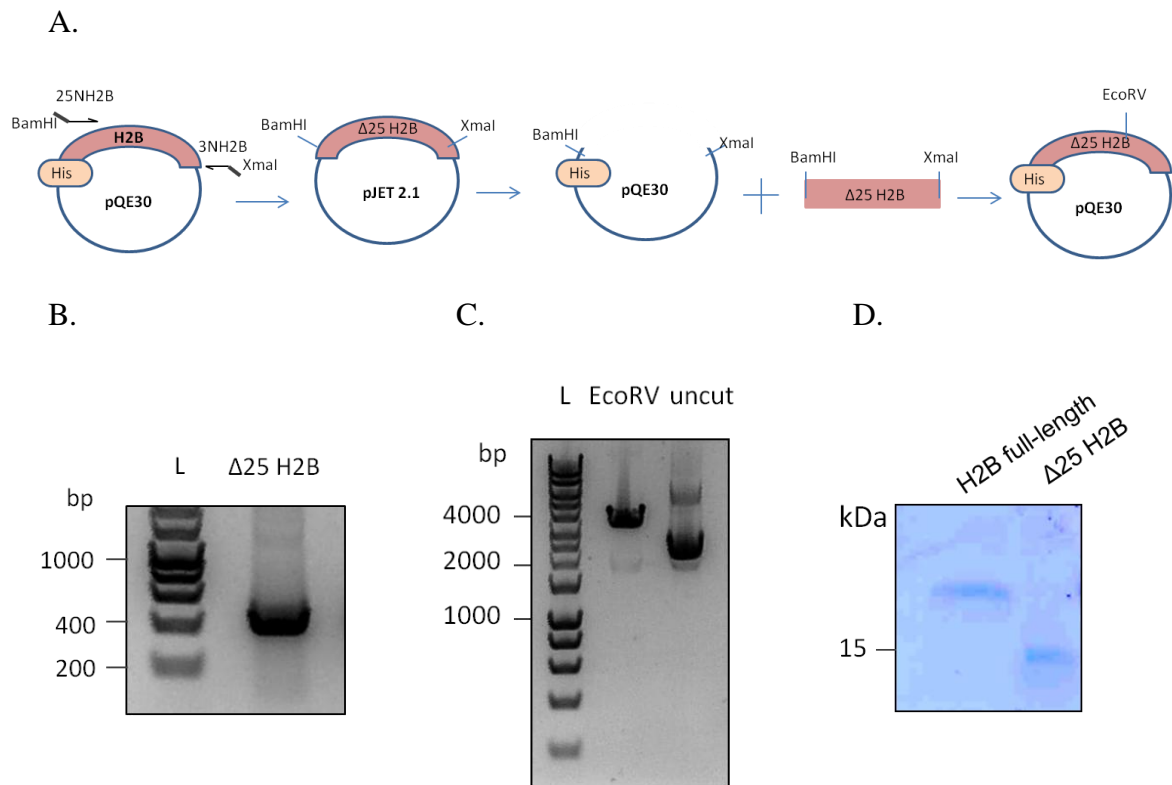 A.
25NH2B
BamHI
H2B
3NH2B
XmaI
His
pQE30
BamHI
Δ25 H2B
XmaI
pJET 2.1
BamHI
XmaI
His
pQE30
BamHI
XmaI
Δ25 H2B
EcoRV
Δ25 H2B
His
pQE30
B.
L Δ25 H2B
bp
1000
400
200
C.
L EcoRV uncut
bp
4000
2000
1000
D.
H2B full-length
Δ25 H2B
kDa
15